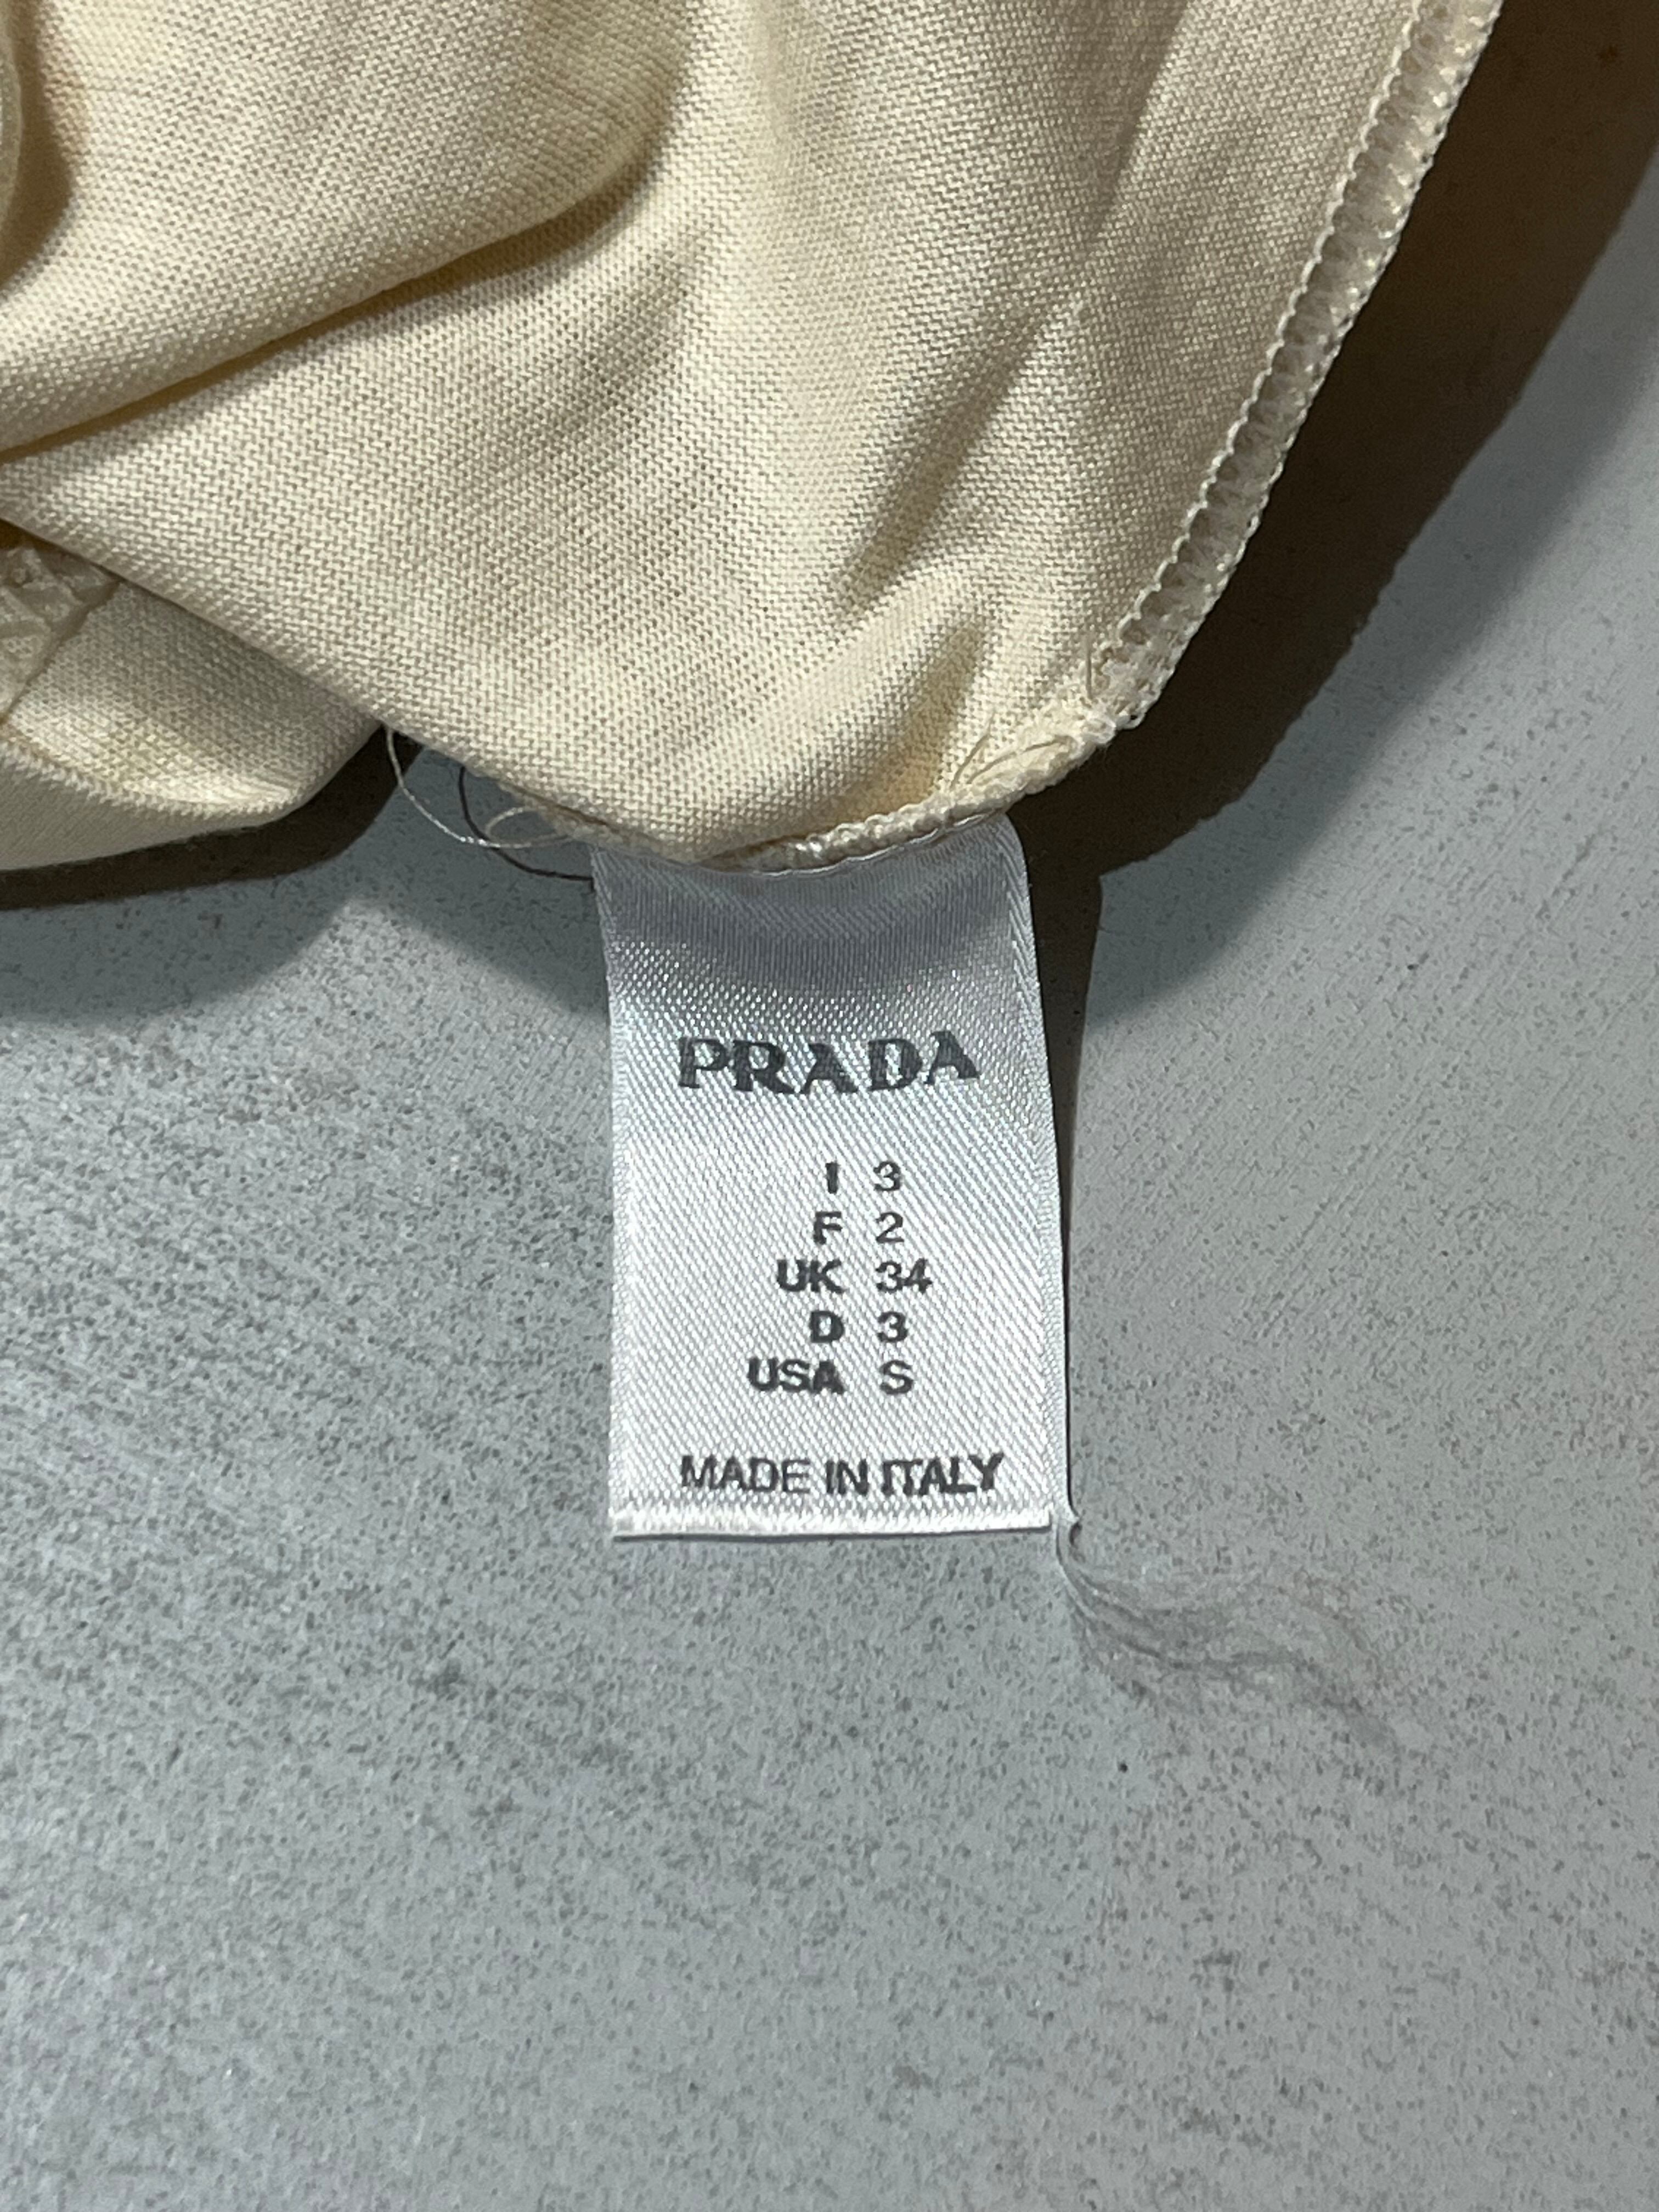 PRADA
I 3
F 2
UK 34
D 3
USA S
MADE IN ITALY